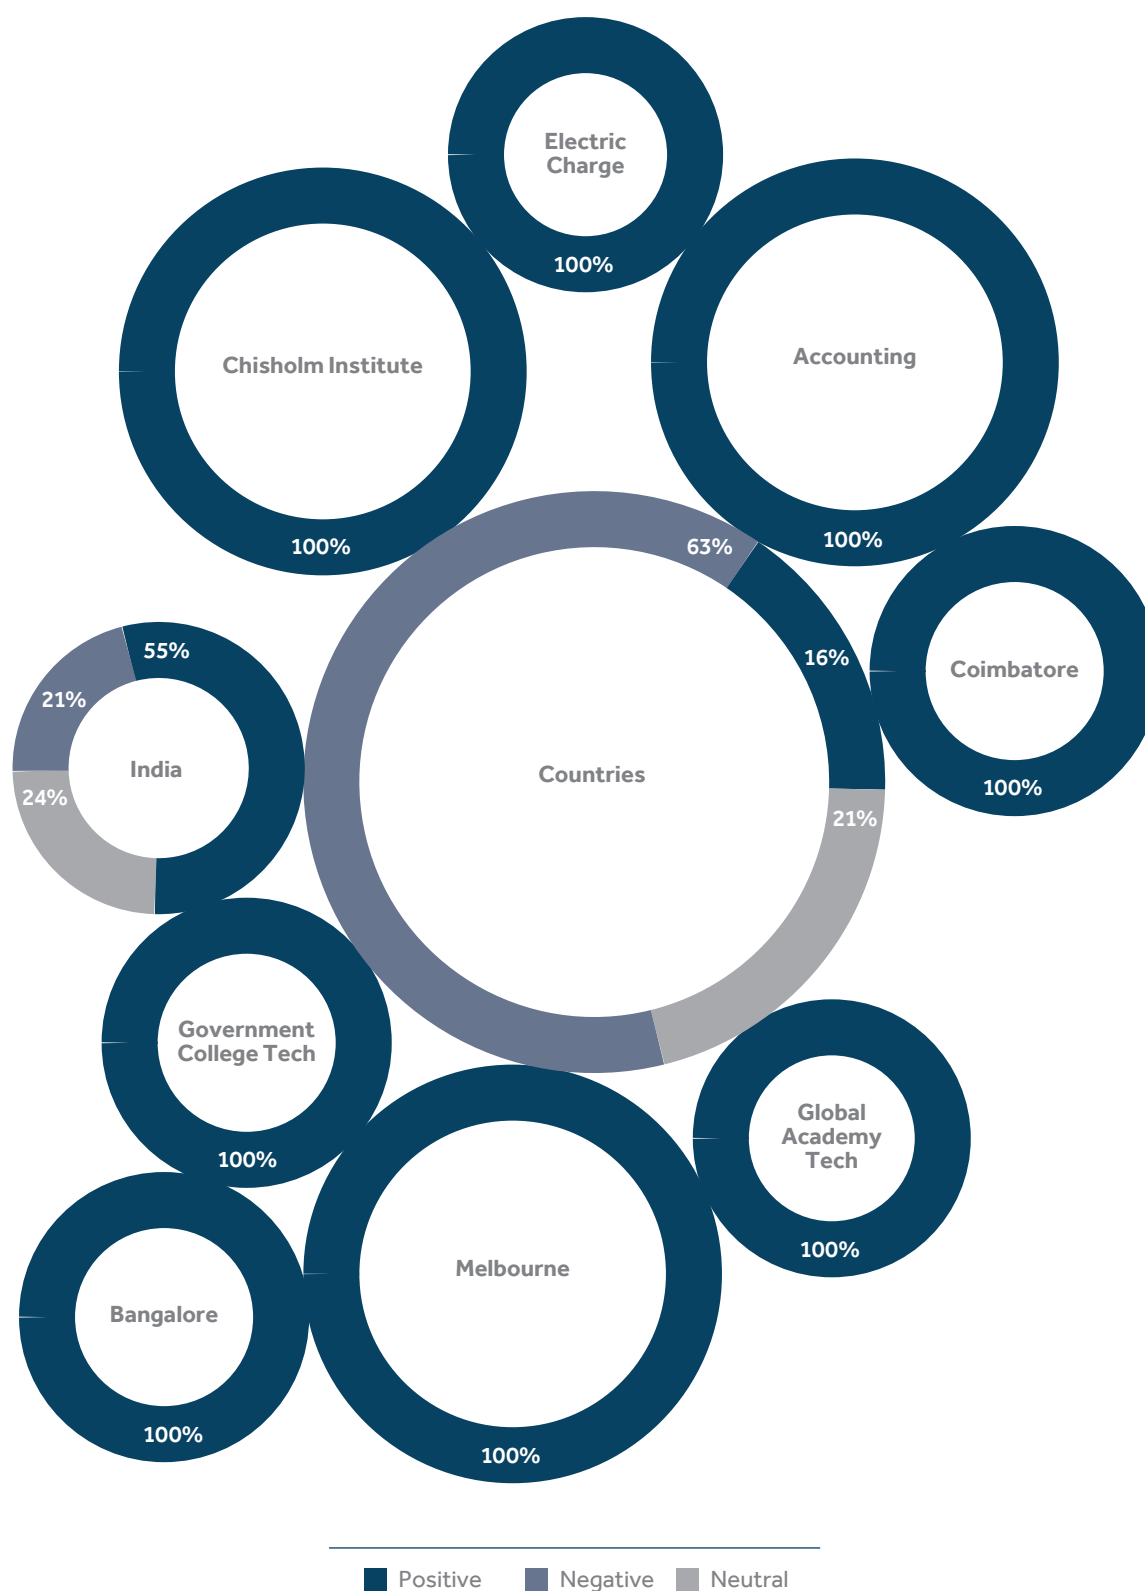 Electric
Charge
100%
Chisholm Institute
100%
Accounting
100%
63%
16%
21%
Countries
Coimbatore
100%
55%
21%
24%
India
Government
College Tech
100%
Global
Academy
Tech
100%
Melbourne
100%
Bangalore
100%
Positive
Negative
Neutral